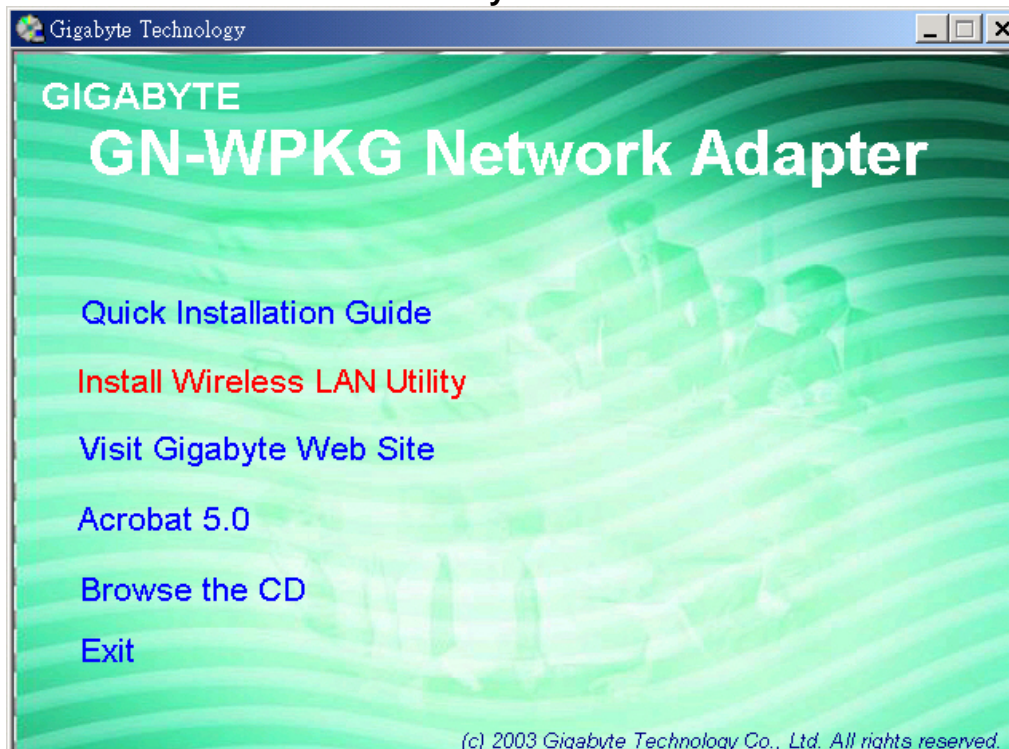 Gigabyte Technology
GIGABYTE
GN-WPKG Network Adapter
Quick Installation Guide
Install Wireless LAN Utility
Visit Gigabyte Web Site
Acrobat 5.0
Browse the CD
Exit
(c) 2003 Gigabyte Technology Co., Ltd. All rights reserved.